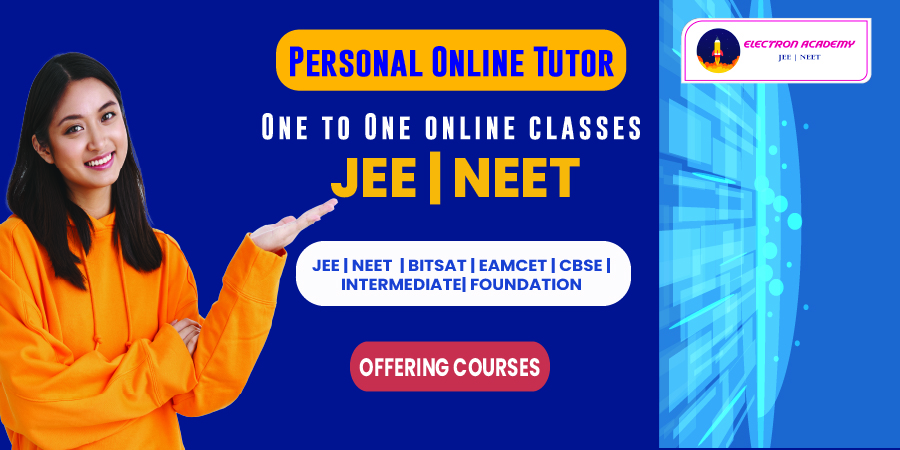 PERSONAL ONLINE TUTOR
ELECTRON ACADEMY
JEE | NEET
ONE TO ONE ONLINE CLASSES
JEE | NEET
JEE | NEET | BITSAT | EAMCET | CBSE |
INTERMEDIATE| FOUNDATION
OFFERING COURSES